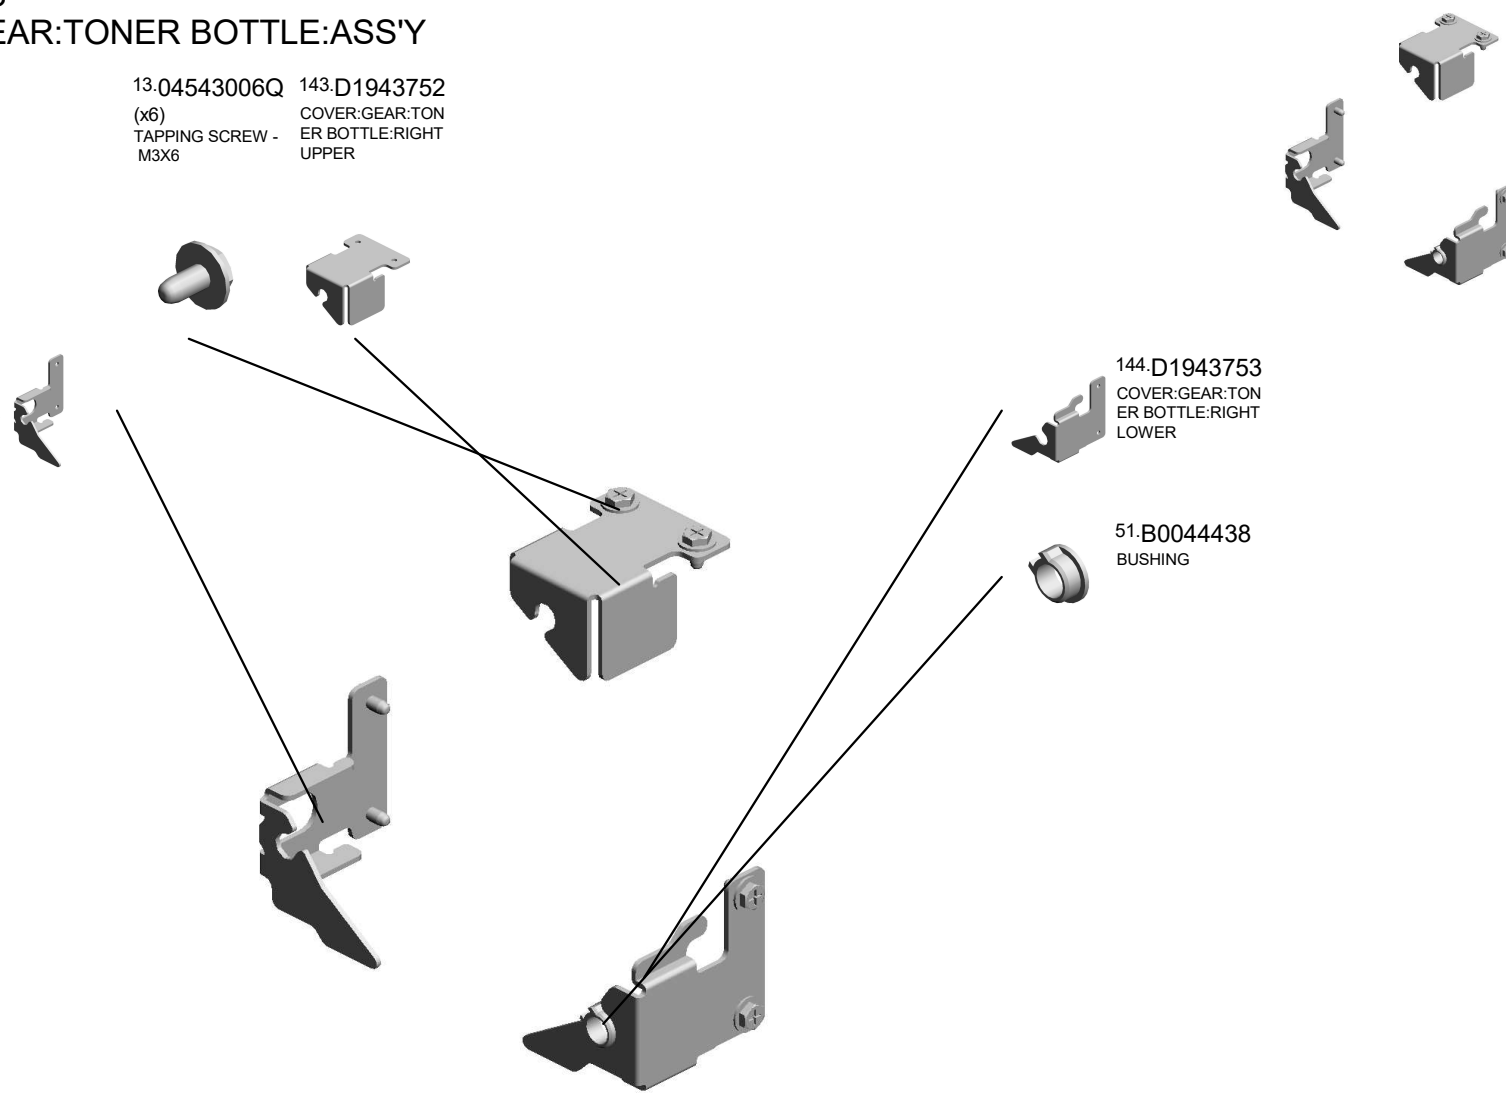 EAR:TONER BOTTLE:ASS'Y
13.04543006Q
(x6)
TAPPING SCREW -
M3X6
143.D1943752
COVER:GEAR:TON
ER BOTTLE:RIGHT
UPPER
144.D1943753
COVER:GEAR:TON
ER BOTTLE:RIGHT
LOWER
51.B0044438
BUSHING